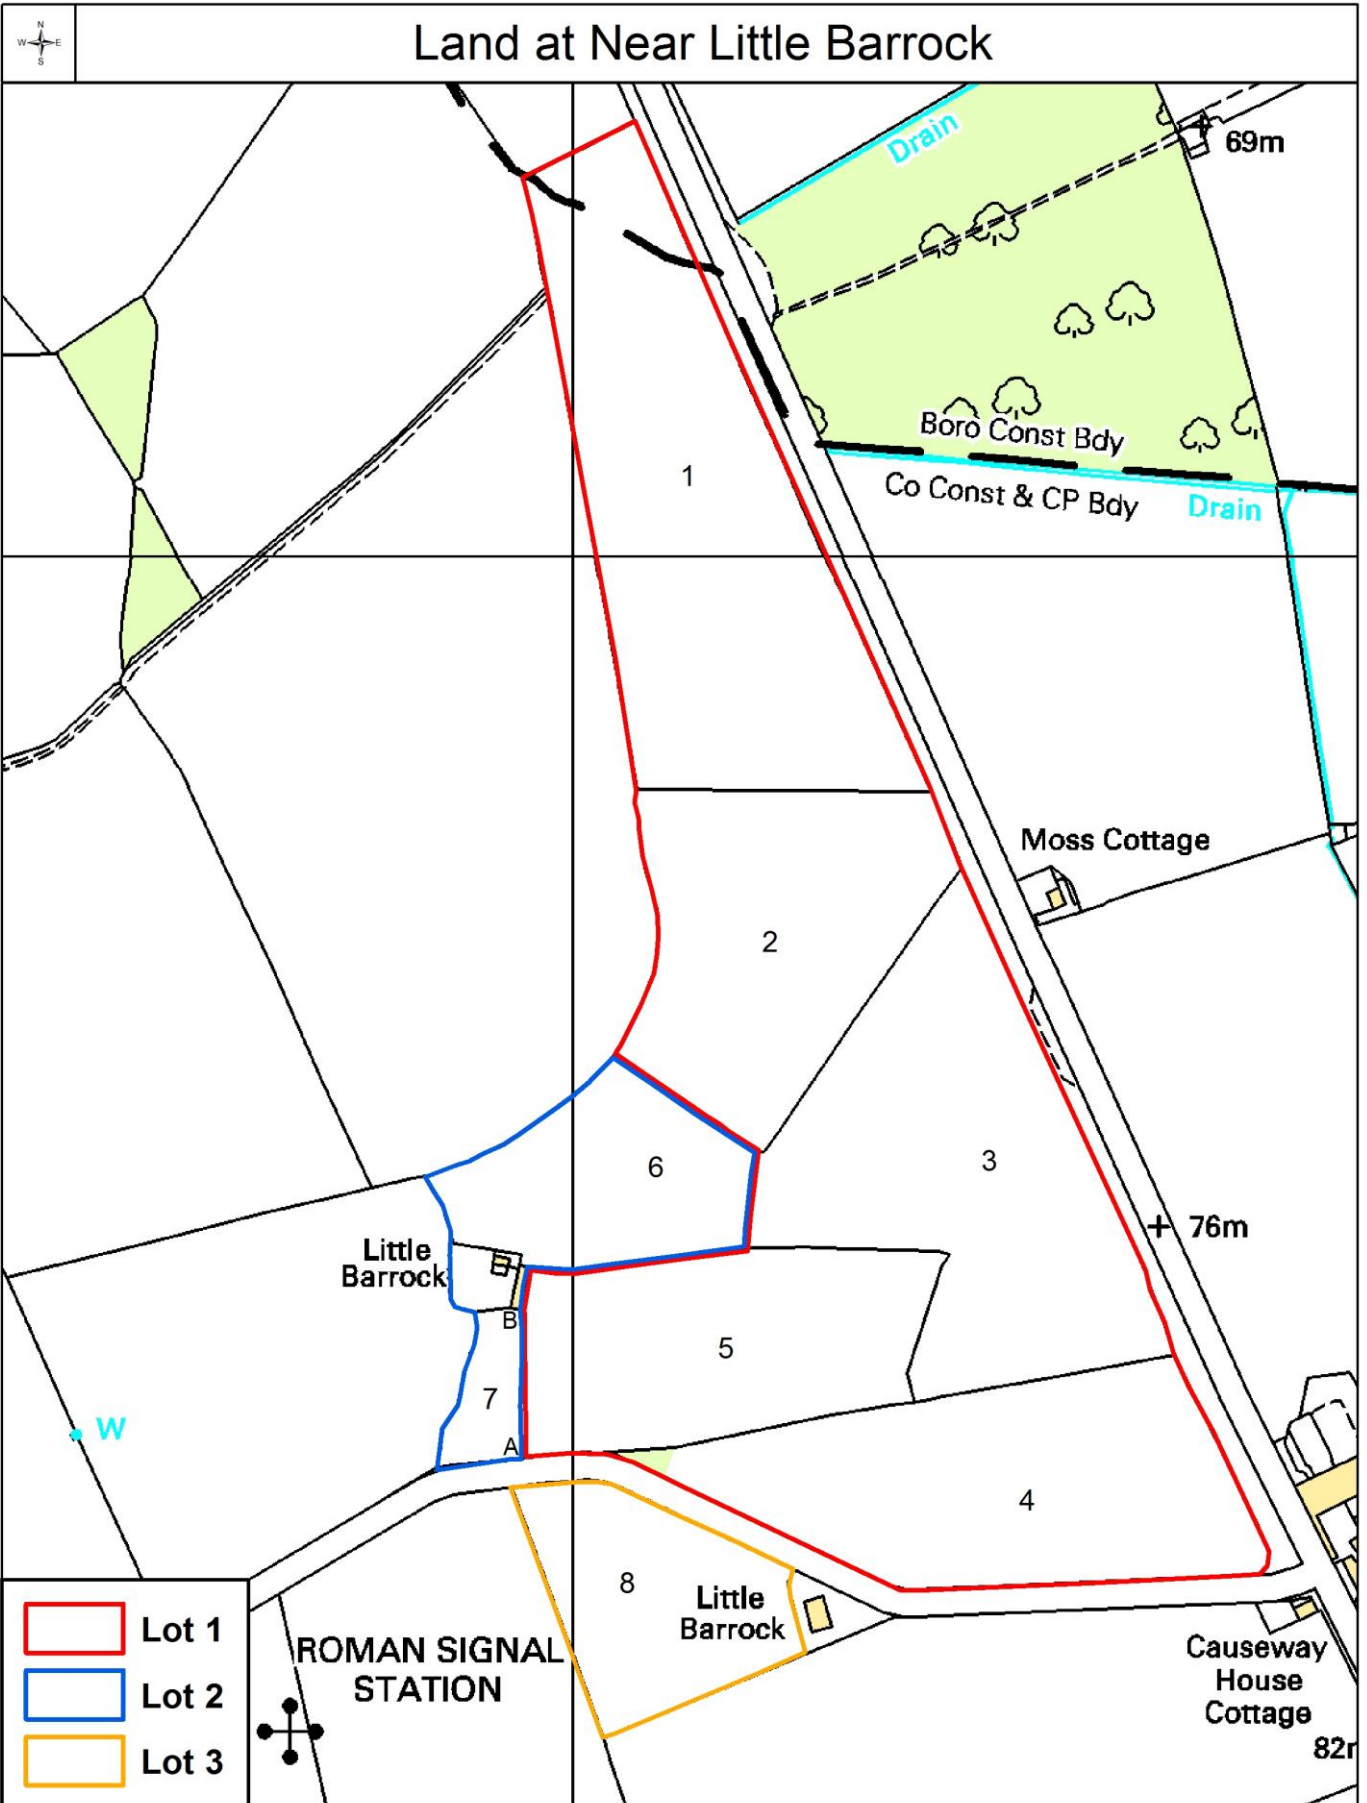 N
W E
S
Land at Near Little Barrock
Drain
69m
Boro Const Bdy
Co Const & CP Bdy
Drain
1
Moss Cottage
2
3
6
76m
Little
Barrock
B
5
7
W
A
4
8
Little
Barrock
ROMAN SIGNAL
STATION
Causeway
House
Cottage
Lot 1
Lot 2
Lot 3